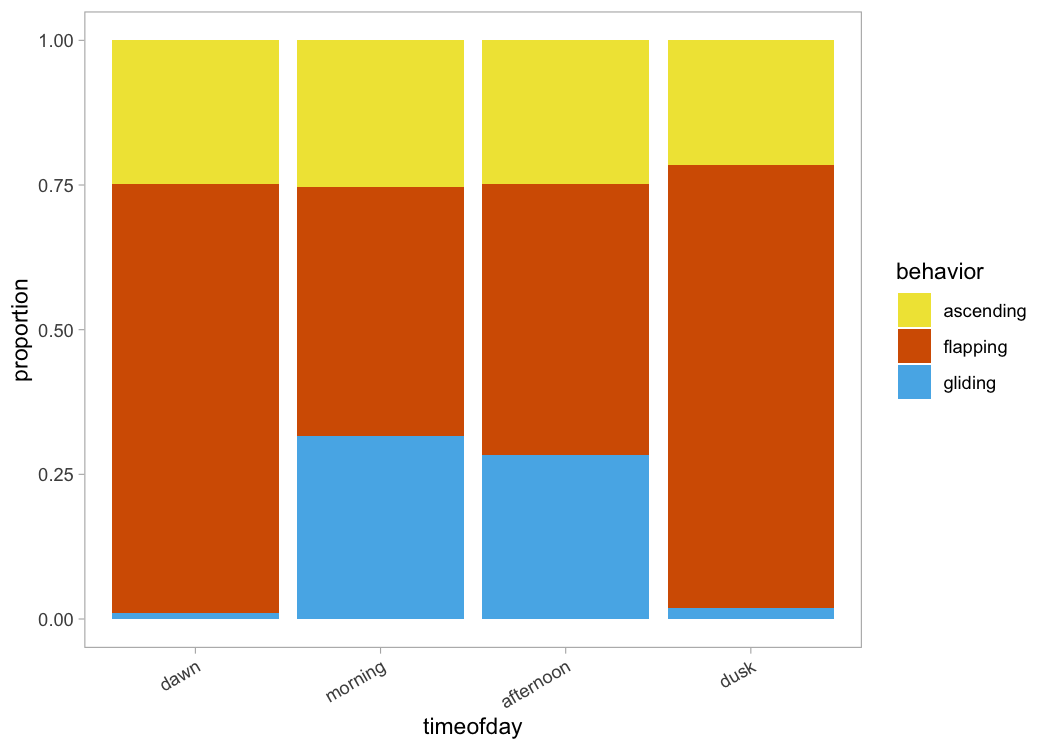 1.00
0.75
0.50
0.25
0.00
proportion
dawn
morning
afternoon
dusk
timeofday
behavior
ascending
flapping
gliding